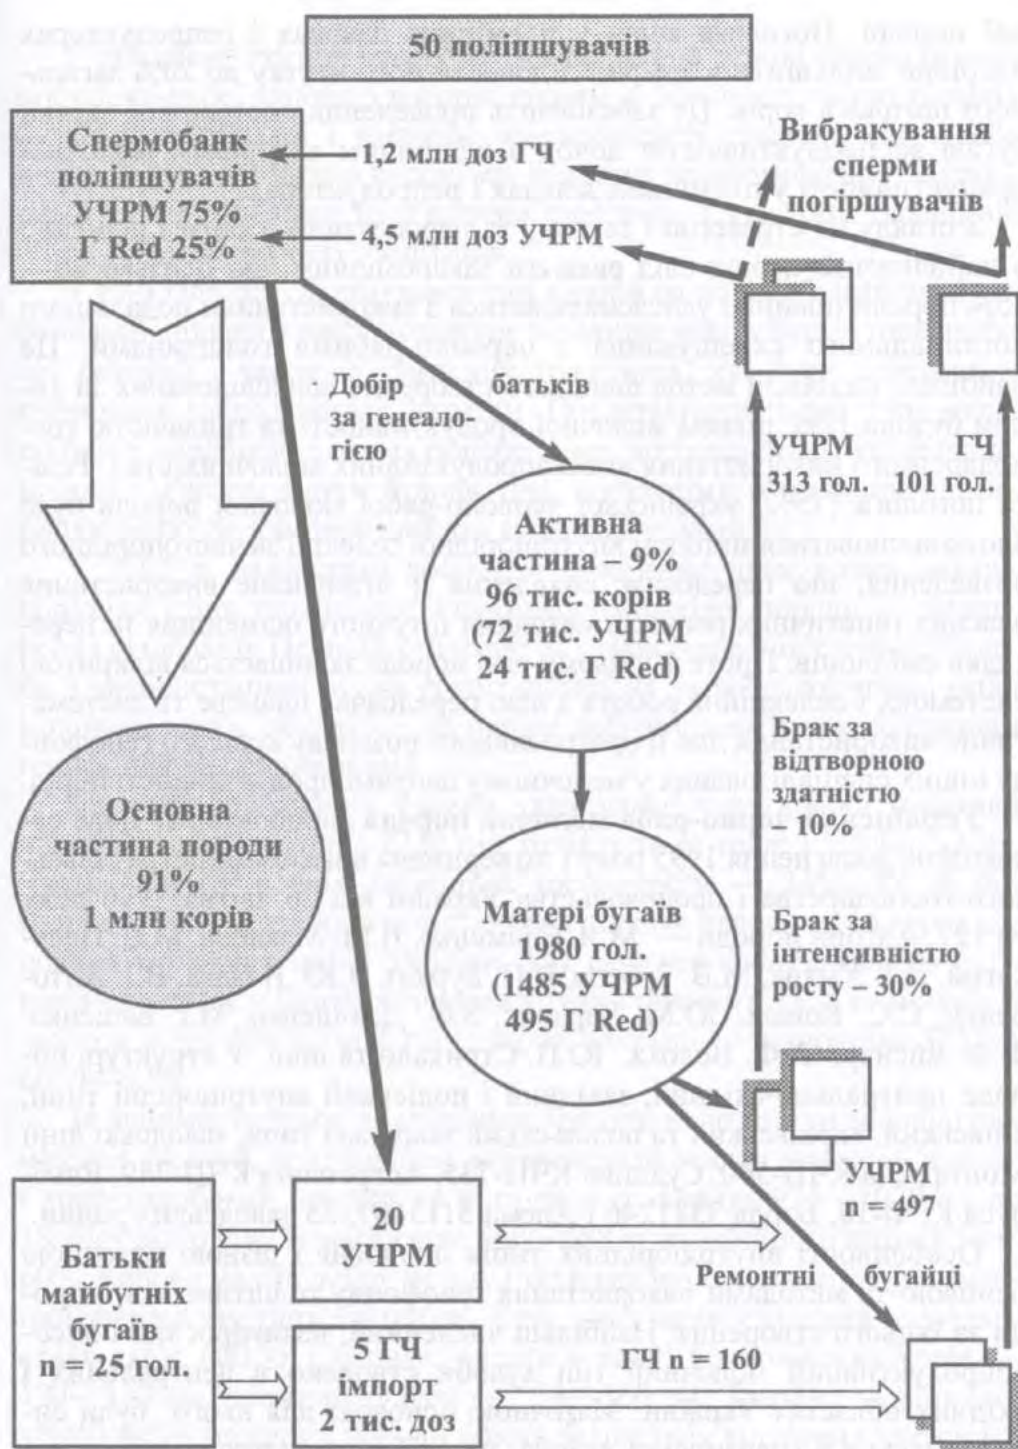 50 поліпшувачів
Спермобанк
поліпшувачів
УЧРМ 75%
Г Red 25%
1,2 млн доз ГЧ
4,5 млн доз УЧРМ
Вибракування
сперми
погіршувачів
Добір
за генеало-
гією
батьків
УЧРМ
313 гол.
ГЧ
101 гол.
Активна
частина – 9%
96 тис. корів
(72 тис. УЧРМ
24 тис. Г Red)
Основна
частина породи
91%
1 млн корів
Брак за
відтворною
здатністю
– 10%
Матері бугаїв
1980 гол.
(1485 УЧРМ
495 Г Red)
Брак за
інтенсивністю
росту – 30%
УЧРМ
n = 497
Батьки
майбутніх
бугаїв
n = 25 гол.
20
УЧРМ
Ремонтні бугайці
5 ГЧ
імпорт
2 тис. доз
ГЧ n = 160